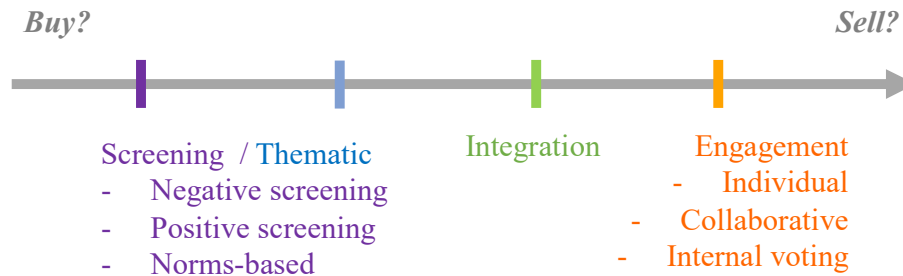 Buy? Sell?
Screening / Thematic Integration Engagement
- Negative screening - Individual
- Positive screening - Collaborative
- Norms-based - Internal voting